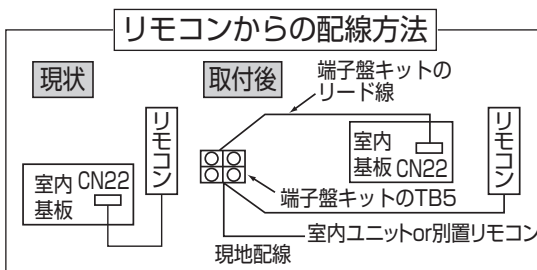 リモコンからの配線方法
現状
リモコン
室内 CN22
基板
取付後
端子盤キットの
リード線
室内
基板 CN22
リモコン
端子盤キットのTB5
室内ユニットor別置リモコン
現地配線